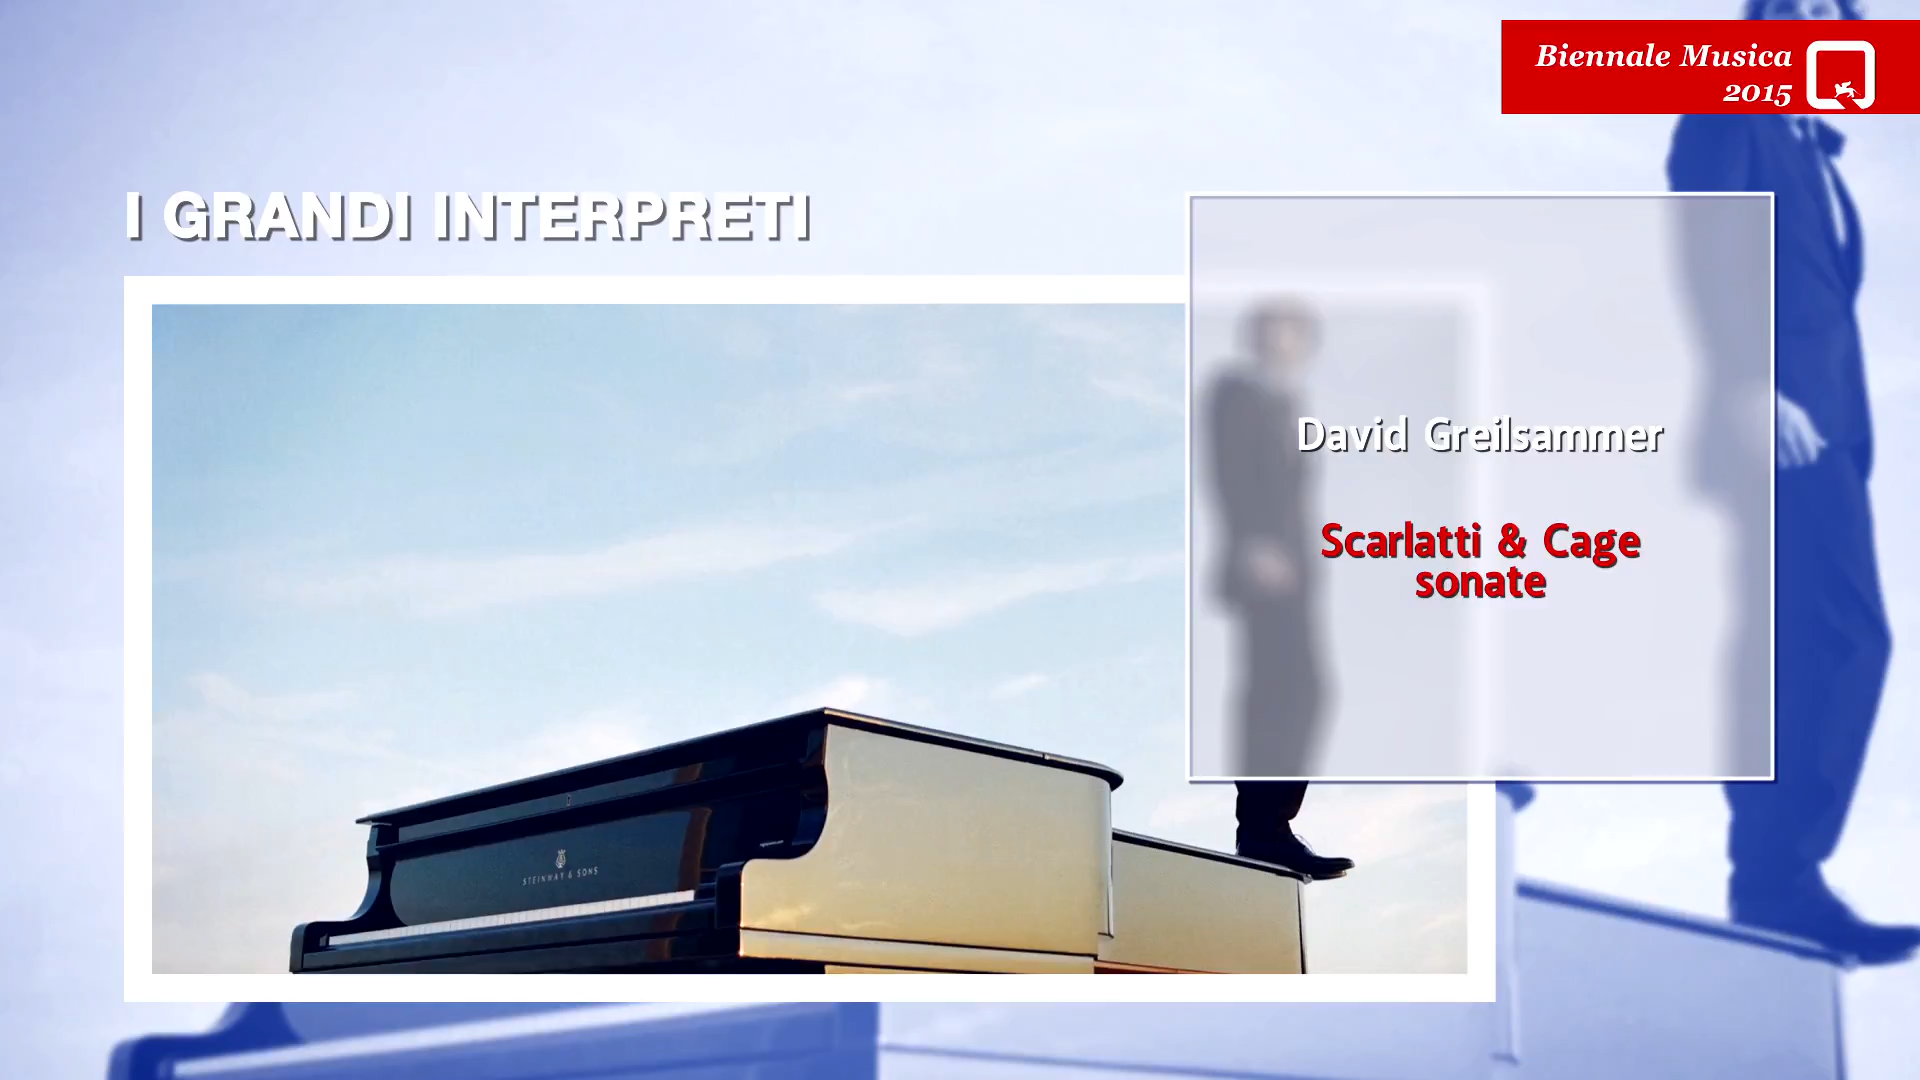 Biennale Musica
2015
I GRANDI INTERPRETI
David Greilsammer
Scarlatti & Cage
sonate
STEINWAY & SONS